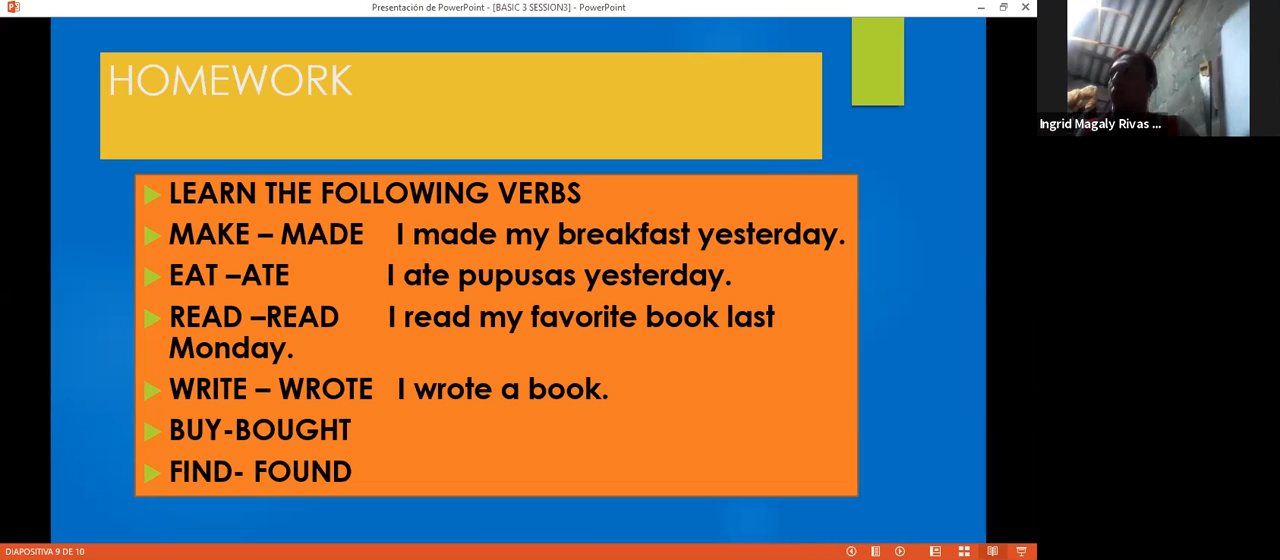 Presentación de PowerPoint - [BASIC 3 SESSION3] - PowerPoint
HOMEWORK
LEARN THE FOLLOWING VERBS
MAKE – MADE I made my breakfast yesterday.
EAT –ATE I ate pupusas yesterday.
READ –READ I read my favorite book last
Monday.
WRITE – WROTE I wrote a book.
BUY-BOUGHT
FIND- FOUND
Ingrid Magaly Rivas ...
DIAPOSITIVA 9 DE 10